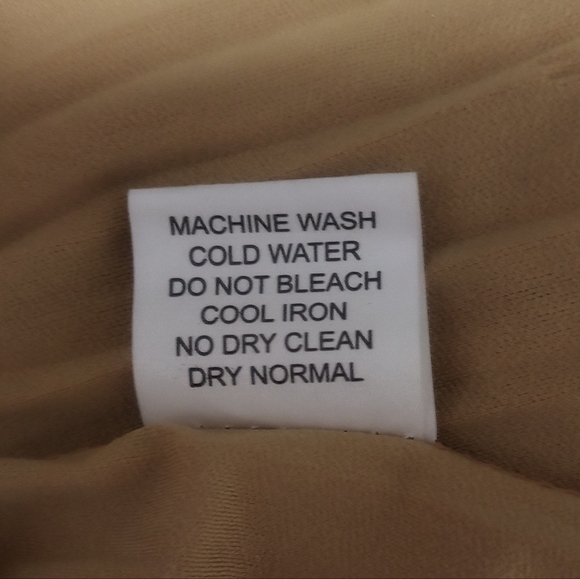 MACHINE WASH
COLD WATER
DO NOT BLEACH
COOL IRON
NO DRY CLEAN
DRY NORMAL